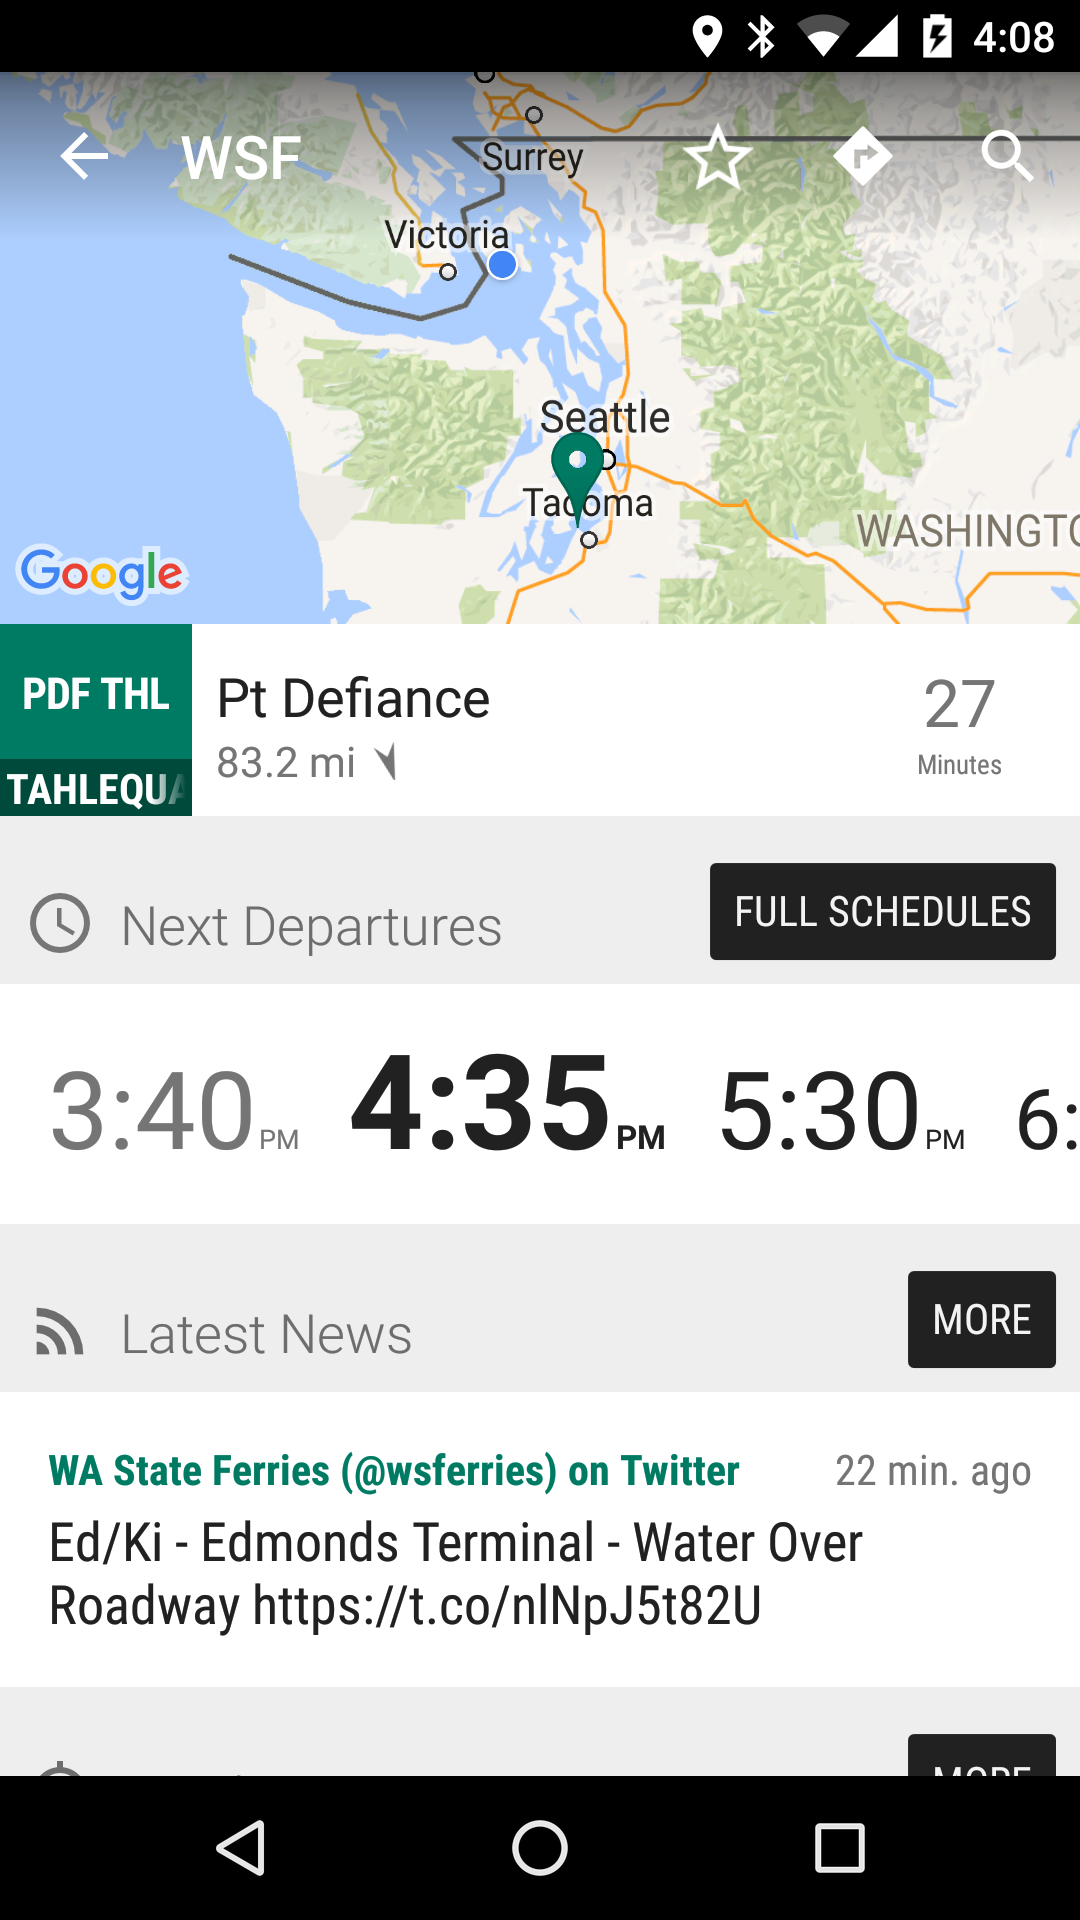 4:08
WSF
Surrey
Victoria
Seattle
Tacoma
WASHINGTO
Google
PDF THL
TAHLEQUA
Pt Defiance
83.2 mi
27
Minutes
Next Departures
FULL SCHEDULES
3:40 PM
4:35 PM
5:30 PM
6:
Latest News
MORE
WA State Ferries (@wsferries) on Twitter
22 min. ago
Ed/Ki - Edmonds Terminal - Water Over
Roadway https://t.co/nlNpJ5t82U
MORE